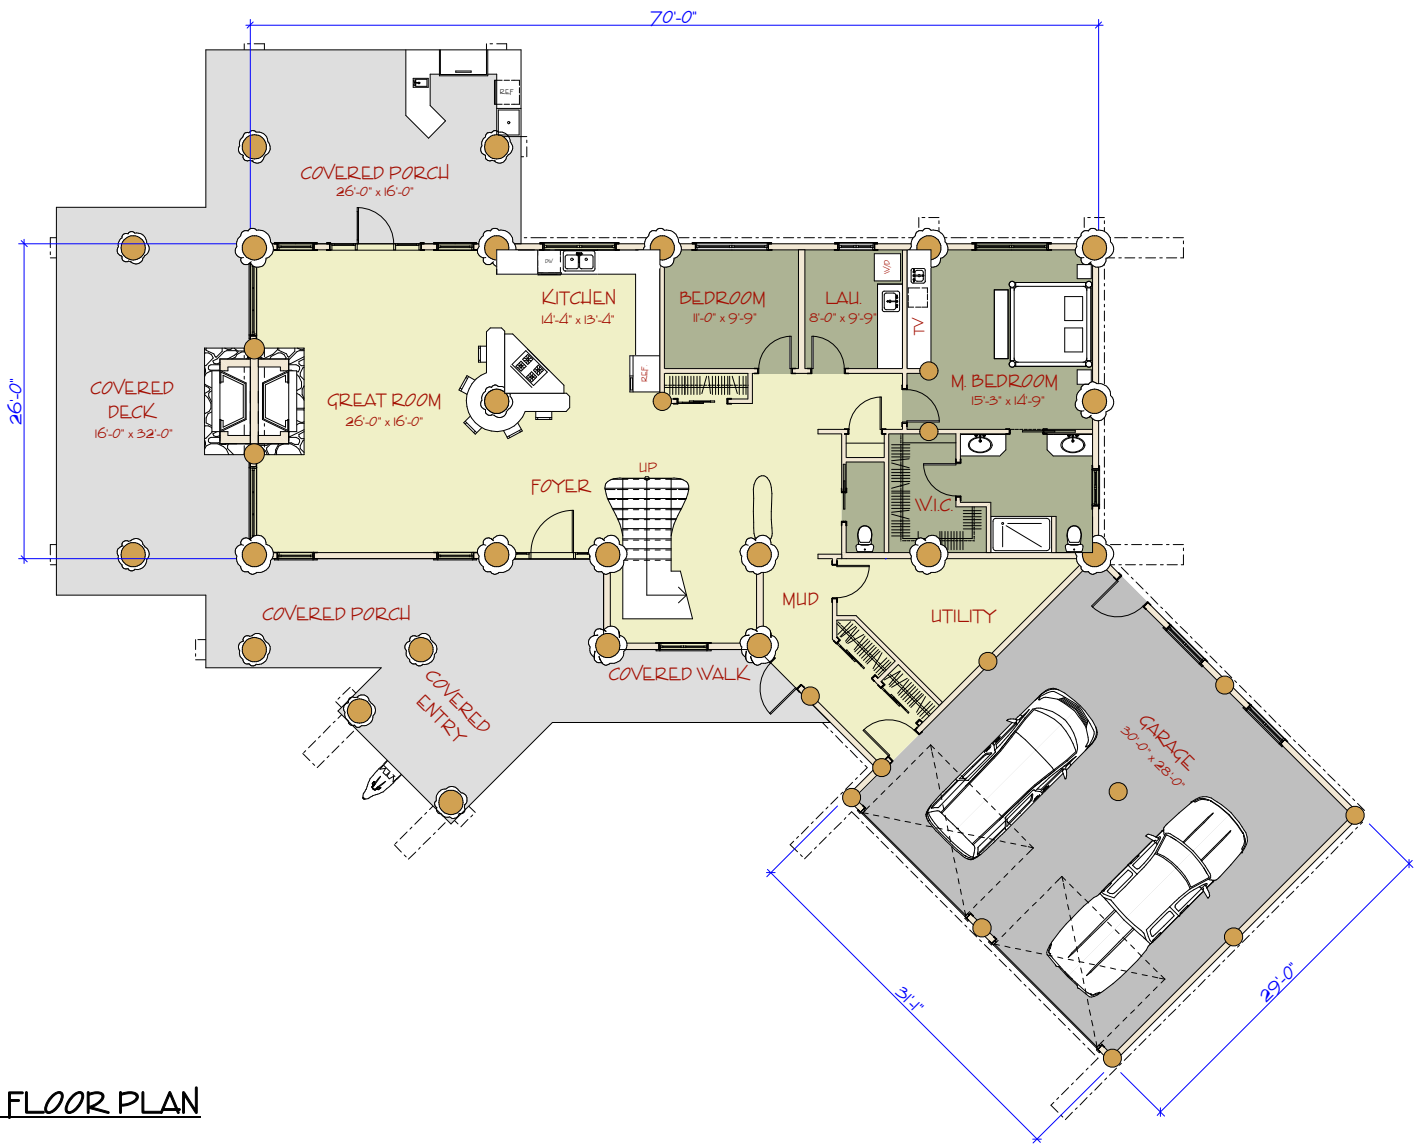 70'-0"
REF
COVERED PORCH
26'-0" x 16'-0"
26'-0"
DW
KITCHEN
14'-4" x 13'-4"
BEDROOM
11'-0" x 9'-9"
LAU.
8'-0" x 9'-9"
W/D
TV
REF.
M. BEDROOM
15'-3" x 14'-9"
COVERED
DECK
16'-0" x 32'-0"
GREAT ROOM
26'-0" x 16'-0"
UP
FOYER
W.I.C.
COVERED PORCH
MUD
UTILITY
COVERED WALK
COVERED
ENTRY
GARAGE
30'-0" x 28'-0"
31'-1"
29'-0"
FLOOR PLAN